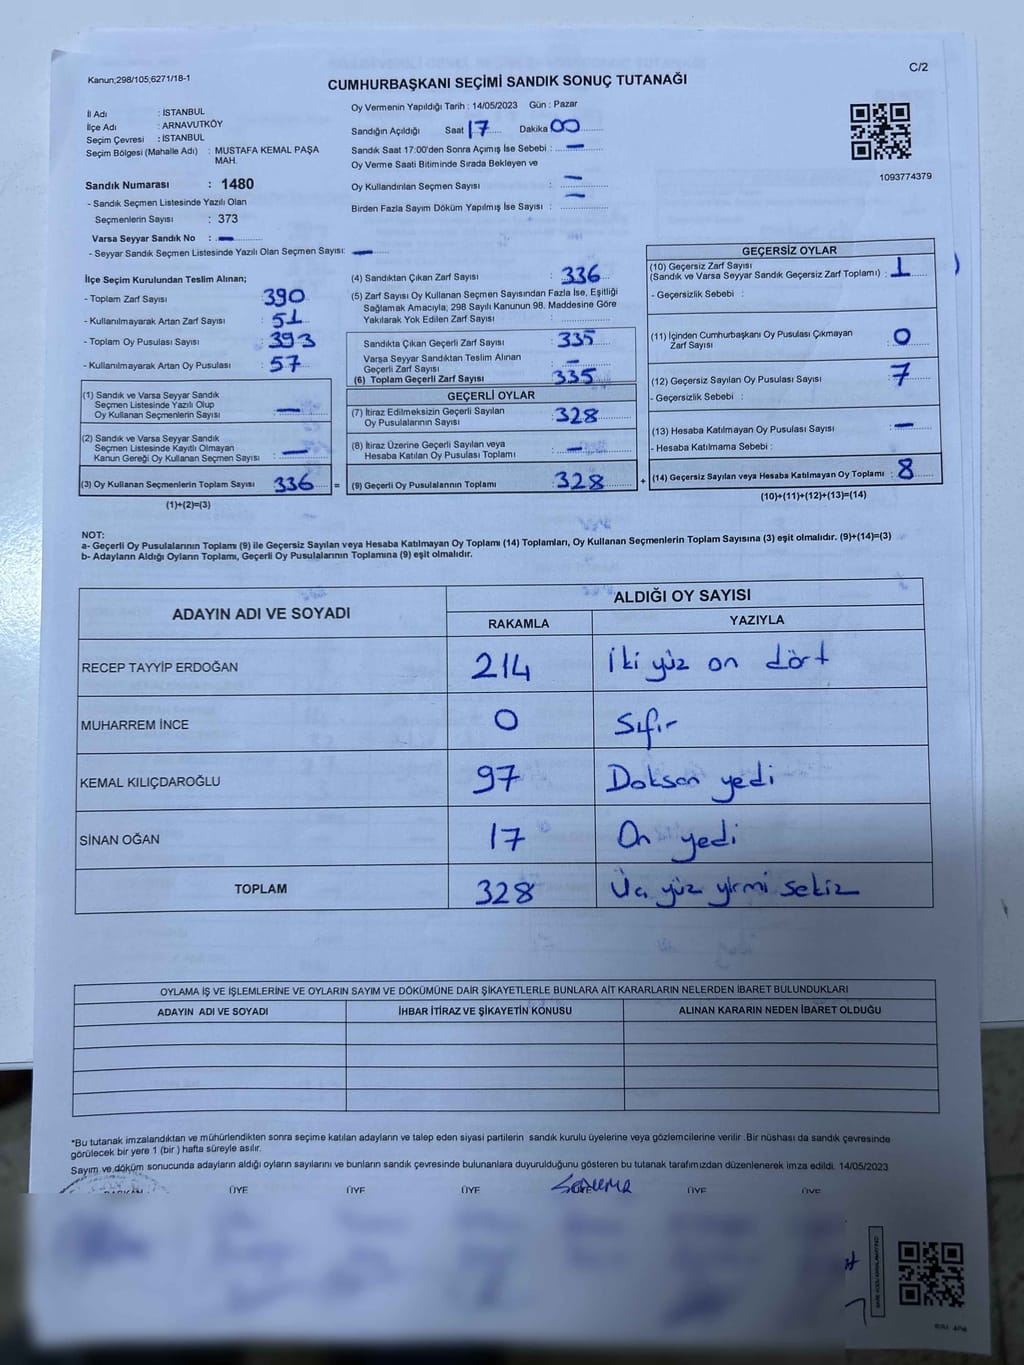 Kanun;298/105,6271/18-1
C/2
CUMHURBAŞKANI SEÇİMİ SANDIK SONUÇ TUTANAĞI
İl Adı : İSTANBUL
İlçe Adı : ARNAVUTKÖY
Seçim Çevresi : İSTANBUL
Seçim Bölgesi (Mahalle Adı) : MUSTAFA KEMAL PAŞA
MAH.
Sandık Numarası : 1480
- Sandık Seçmen Listesinde Yazılı Olan
Seçmenlerin Sayısı : 373
Varsa Seyyar Sandık No : -
- Seyyar Sandık Seçmen Listesinde Yazılı Olan Seçmen Sayısı: -
Oy Vermenin Yapıldığı Tarih : 14/05/2023 Gün : Pazar
Sandığın Açıldığı Saat 17 Dakika 00
Sandık Saat 17:00'den Sonra Açımış İse Sebebi : -
Oy Verme Saati Bitiminde Sırada Bekleyen ve
Oy Kullandırılan Seçmen Sayısı : -
Birden Fazla Sayım Döküm Yapılmış İse Sayısı : -
1093774379
İlçe Seçim Kurulundan Teslim Alınan;
- Toplam Zarf Sayısı : 390
- Kullanılmayarak Artan Zarf Sayısı : 51
- Toplam Oy Pusulası Sayısı : 393
- Kullanılmayarak Artan Oy Pusulası : 57
(1) Sandık ve Varsa Seyyar Sandık
Seçmen Listesinde Yazılı Olup
Oy Kullanan Seçmenlerin Sayısı : -
(2) Sandık ve Varsa Seyyar Sandık
Seçmen Listesinde Kayıtlı Olmayan
Kanun Gereği Oy Kullanan Seçmen Sayısı : -
(3) Oy Kullanan Seçmenlerin Toplam Sayısı : 336 =
(1)+(2)=(3)
(4) Sandıktan Çıkan Zarf Sayısı : 336
(5) Zarf Sayısı Oy Kullanan Seçmen Sayısından Fazla İse, Eşitliği
Sağlamak Amacıyla, 298 Sayılı Kanunun 98. Maddesine Göre
Yakılarak Yok Edilen Zarf Sayısı :
Sandıkta Çıkan Geçerli Zarf Sayısı : 335
Varsa Seyyar Sandıktan Teslim Alınan
Geçerli Zarf Sayısı : -
(6) Toplam Geçerli Zarf Sayısı : 335
GEÇERLİ OYLAR
(7) İtiraz Edilmeksizin Geçerli Sayılan
Oy Pusulalarının Sayısı : 328
(8) İtiraz Üzerine Geçerli Sayılan veya
Hesaba Katılan Oy Pusulası Toplamı : -
(9) Geçerli Oy Pusulalarının Toplamı : 328 +
GEÇERSİZ OYLAR
(10) Geçersiz Zarf Sayısı
(Sandık ve Varsa Seyyar Sandık Geçersiz Zarf Toplamı) : 1
- Geçersizlik Sebebi :
(11) İçinden Cumhurbaşkanı Oy Pusulası Çıkmayan
Zarf Sayısı : 0
(12) Geçersiz Sayılan Oy Pusulası Sayısı : 7
- Geçersizlik Sebebi :
(13) Hesaba Katılmayan Oy Pusulası Sayısı : -
- Hesaba Katılmama Sebebi :
(14) Geçersiz Sayılan veya Hesaba Katılmayan Oy Toplamı : 8
(10)+(11)+(12)+(13)=(14)
NOT:
a- Geçerli Oy Pusulalarının Toplamı (9) ile Geçersiz Sayılan veya Hesaba Katılmayan Oy Toplamı (14) Toplamları, Oy Kullanan Seçmenlerin Toplam Sayısına (3) eşit olmalıdır. (9)+(14)=(3)
b- Adayların Aldığı Oyların Toplamı, Geçerli Oy Pusulalarının Toplamına (9) eşit olmalıdır.
ADAYIN ADI VE SOYADI ALDIĞI OY SAYISI
RAKAMLA YAZIYLA
RECEP TAYYİP ERDOĞAN 214 İki yüz on dört
MUHARREM İNCE 0 Sıfır
KEMAL KILIÇDAROĞLU 97 Doksan yedi
SİNAN OĞAN 17 On yedi
TOPLAM 328 Üç yüz yirmi sekiz
OYLAMA İŞ VE İŞLEMLERİNE VE OYLARIN SAYIM VE DÖKÜMÜNE DAİR ŞİKAYETLERLE BUNLARA AİT KARARLARIN NELERDEN İBARET BULUNDUKLARI
ADAYIN ADI VE SOYADI İHBAR İTİRAZ VE ŞİKAYETİN KONUSU ALINAN KARARIN NEDEN İBARET OLDUĞU
*Bu tutanak imzalandıktan ve mühürlendikten sonra seçime katılan adayların ve talep eden siyasi partilerin sandık kurulu üyelerine veya gözlemcilerine verilir .Bir nüshası da sandık çevresinde
görülecek bir yere 1 (bir ) hafta süreyle asılır.
Sayım ve döküm sonucunda adayların aldığı oyların sayılarını ve bunların sandık çevresinde bulunanlara duyurulduğunu gösteren bu tutanak tarafımızdan düzenlenerek imza edildi. 14/05/2023
BAŞKAN ÜYE ÜYE ÜYE ÜYE ÜYE